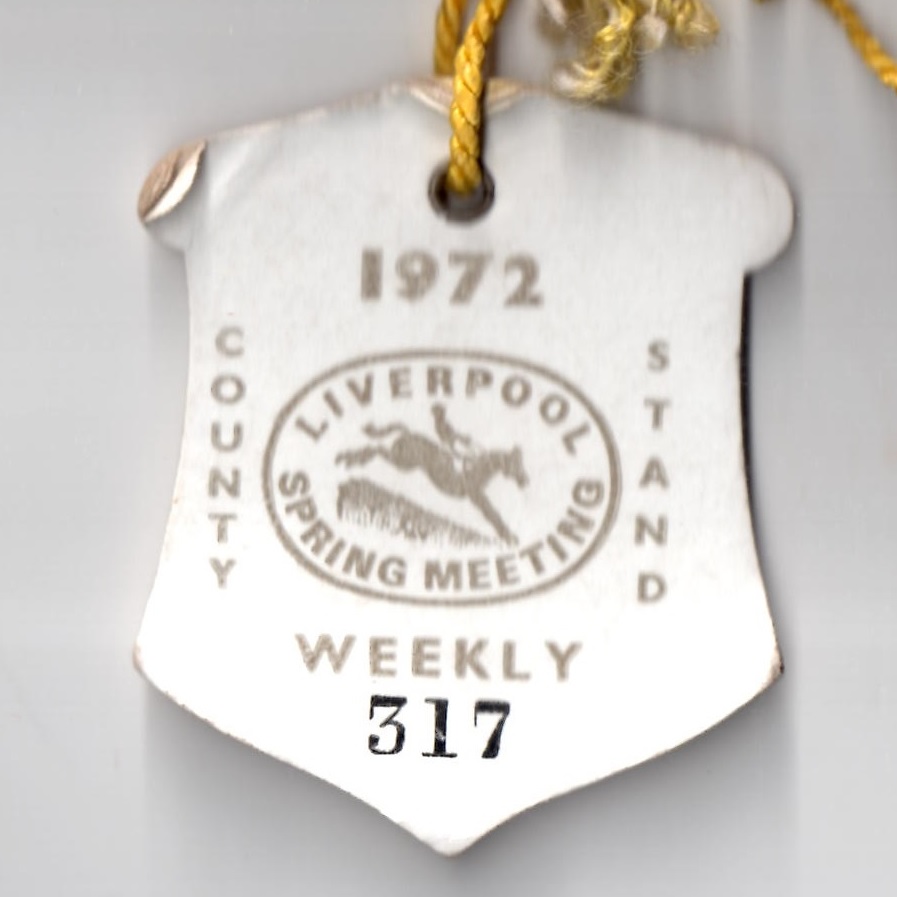 1972
COUNTY
LIVERPOOL
SPRING MEETING
STAND
WEEKLY
317